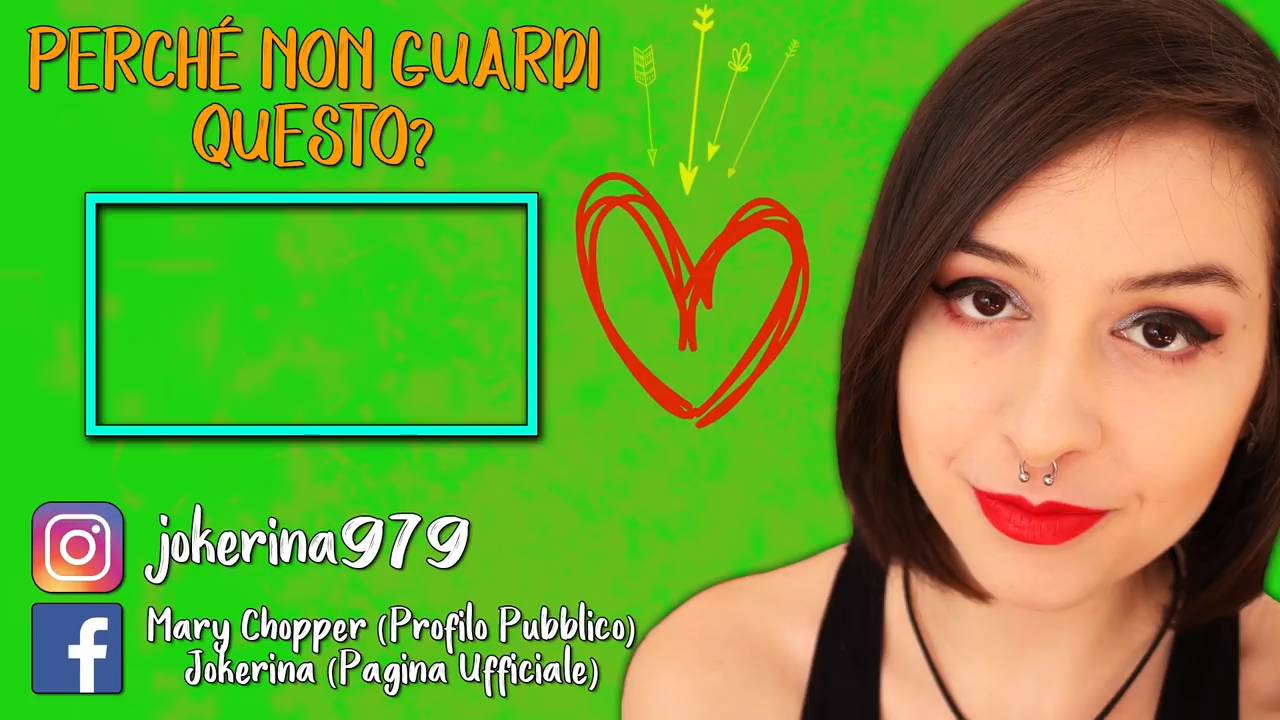 PERCHÉ NON GUARDI
QUESTO?
jokerina979
Mary Chopper (Profilo Pubblico)
Jokerina (Pagina Ufficiale)